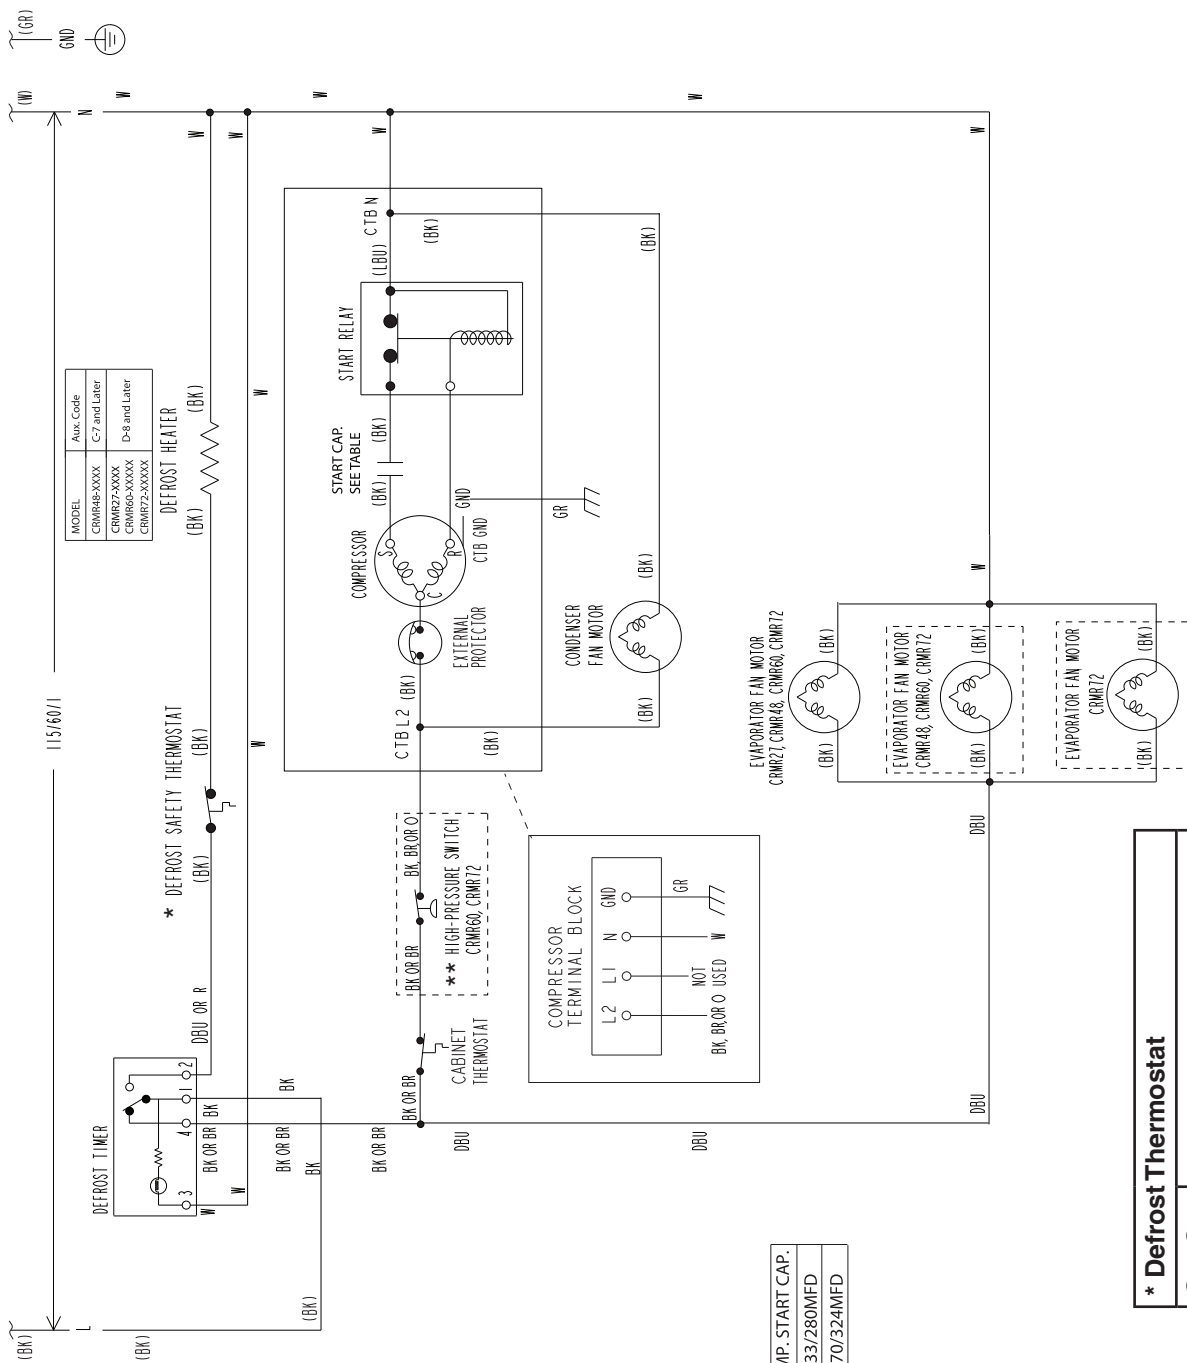 (GR)
GND
(W)
N
W
W
W
W
W
W
W
115/60/1
MODEL
Aux. Code
CRMR48-XXXX
C-7 and Later
CRMR27-XXXX
CRMR60-XXXXX
CRMR72-XXXXX
D-8 and Later
DEFROST HEATER
(BK)
(BK)
* DEFROST SAFETY THERMOSTAT
(BK)
(BK)
DBU OR R
W
W
DEFROST TIMER
3
4
1
2
W
W
BK OR BR
BK
BK
BK OR BR
BK
BK OR BR
L
(BK)
(BK)
(BK)
CTB N
(LBU)
(BK)
START RELAY
(BK)
START CAP.
SEE TABLE
(BK)
COMPRESSOR
S
R
C
GND
CTB GND
GR
EXTERNAL
PROTECTOR
(BK)
CTB L2
(BK)
(BK)
(BK)
CONDENSER
FAN MOTOR
(BK)
BK, BR,OR O
** HIGH-PRESSURE SWITCH
CRMR60, CRMR72
BK OR BR
CABINET
THERMOSTAT
BK OR BR
DBU
DBU
DBU
DBU
COMPRESSOR
TERMINAL BLOCK
L2
L1
N
GND
BK, BR,OR O
NOT
USED
W
GR
EVAPORATOR FAN MOTOR
CRMR27, CRMR48, CRMR60, CRMR72
(BK)
(BK)
EVAPORATOR FAN MOTOR
CRMR48, CRMR60, CRMR72
(BK)
(BK)
EVAPORATOR FAN MOTOR
CRMR72
(BK)
(BK)
START CAP.
33/280MFD
70/324MFD
* Defrost Thermostat